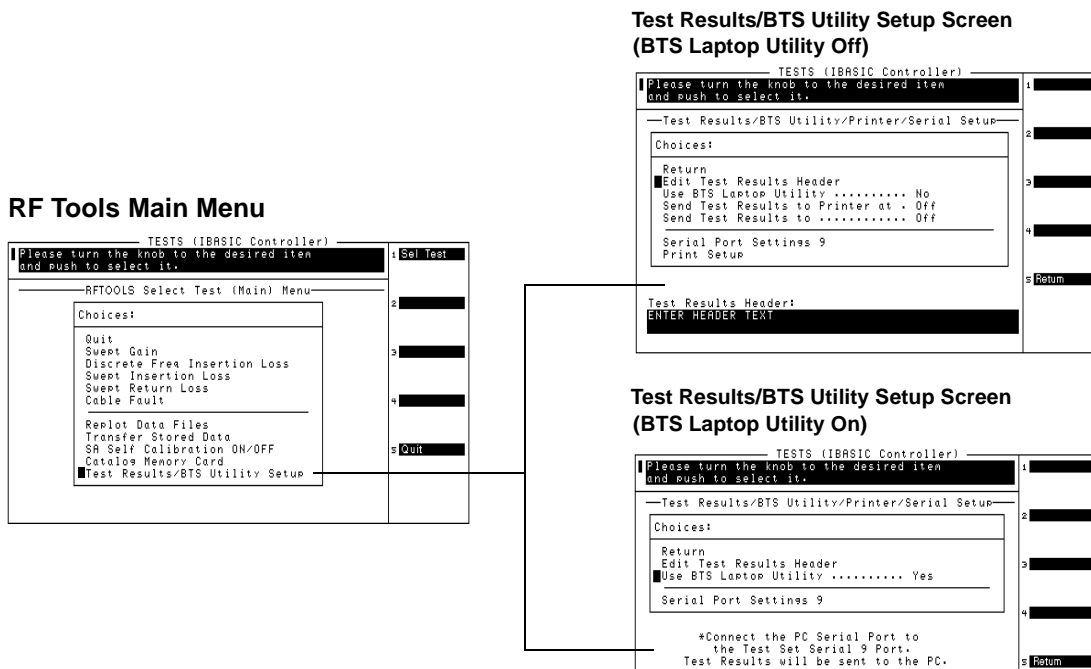 Test Results/BTS Utility Setup Screen
(BTS Laptop Utility Off)
TESTS (IBASIC Controller)
Please turn the knob to the desired item
and push to select it.
1
Test Results/BTS Utility/Printer/Serial Setup
2
Choices:
Return
Edit Test Results Header
3
Use BTS Laptop Utility .......... No
Send Test Results to Printer at . Off
Send Test Results to ............ Off
4
Serial Port Settings 9
Print Setup
5 Return
Test Results Header:
ENTER HEADER TEXT
RF Tools Main Menu
TESTS (IBASIC Controller)
Please turn the knob to the desired item
and push to select it.
1 Sel Test
RFTOOLS Select Test (Main) Menu
2
Choices:
Quit
Swept Gain
3
Discrete Freq Insertion Loss
Swept Insertion Loss
Swept Return Loss
Cable Fault
4
Replot Data Files
Transfer Stored Data
SA Self Calibration ON/OFF
5 Quit
Catalog Memory Card
Test Results/BTS Utility Setup
Test Results/BTS Utility Setup Screen
(BTS Laptop Utility On)
TESTS (IBASIC Controller)
Please turn the knob to the desired item
and push to select it.
1
Test Results/BTS Utility/Printer/Serial Setup
2
Choices:
Return
Edit Test Results Header
3
Use BTS Laptop Utility .......... Yes
Serial Port Settings 9
4
*Connect the PC Serial Port to
the Test Set Serial 9 Port.
Test Results will be sent to the PC.
5 Return